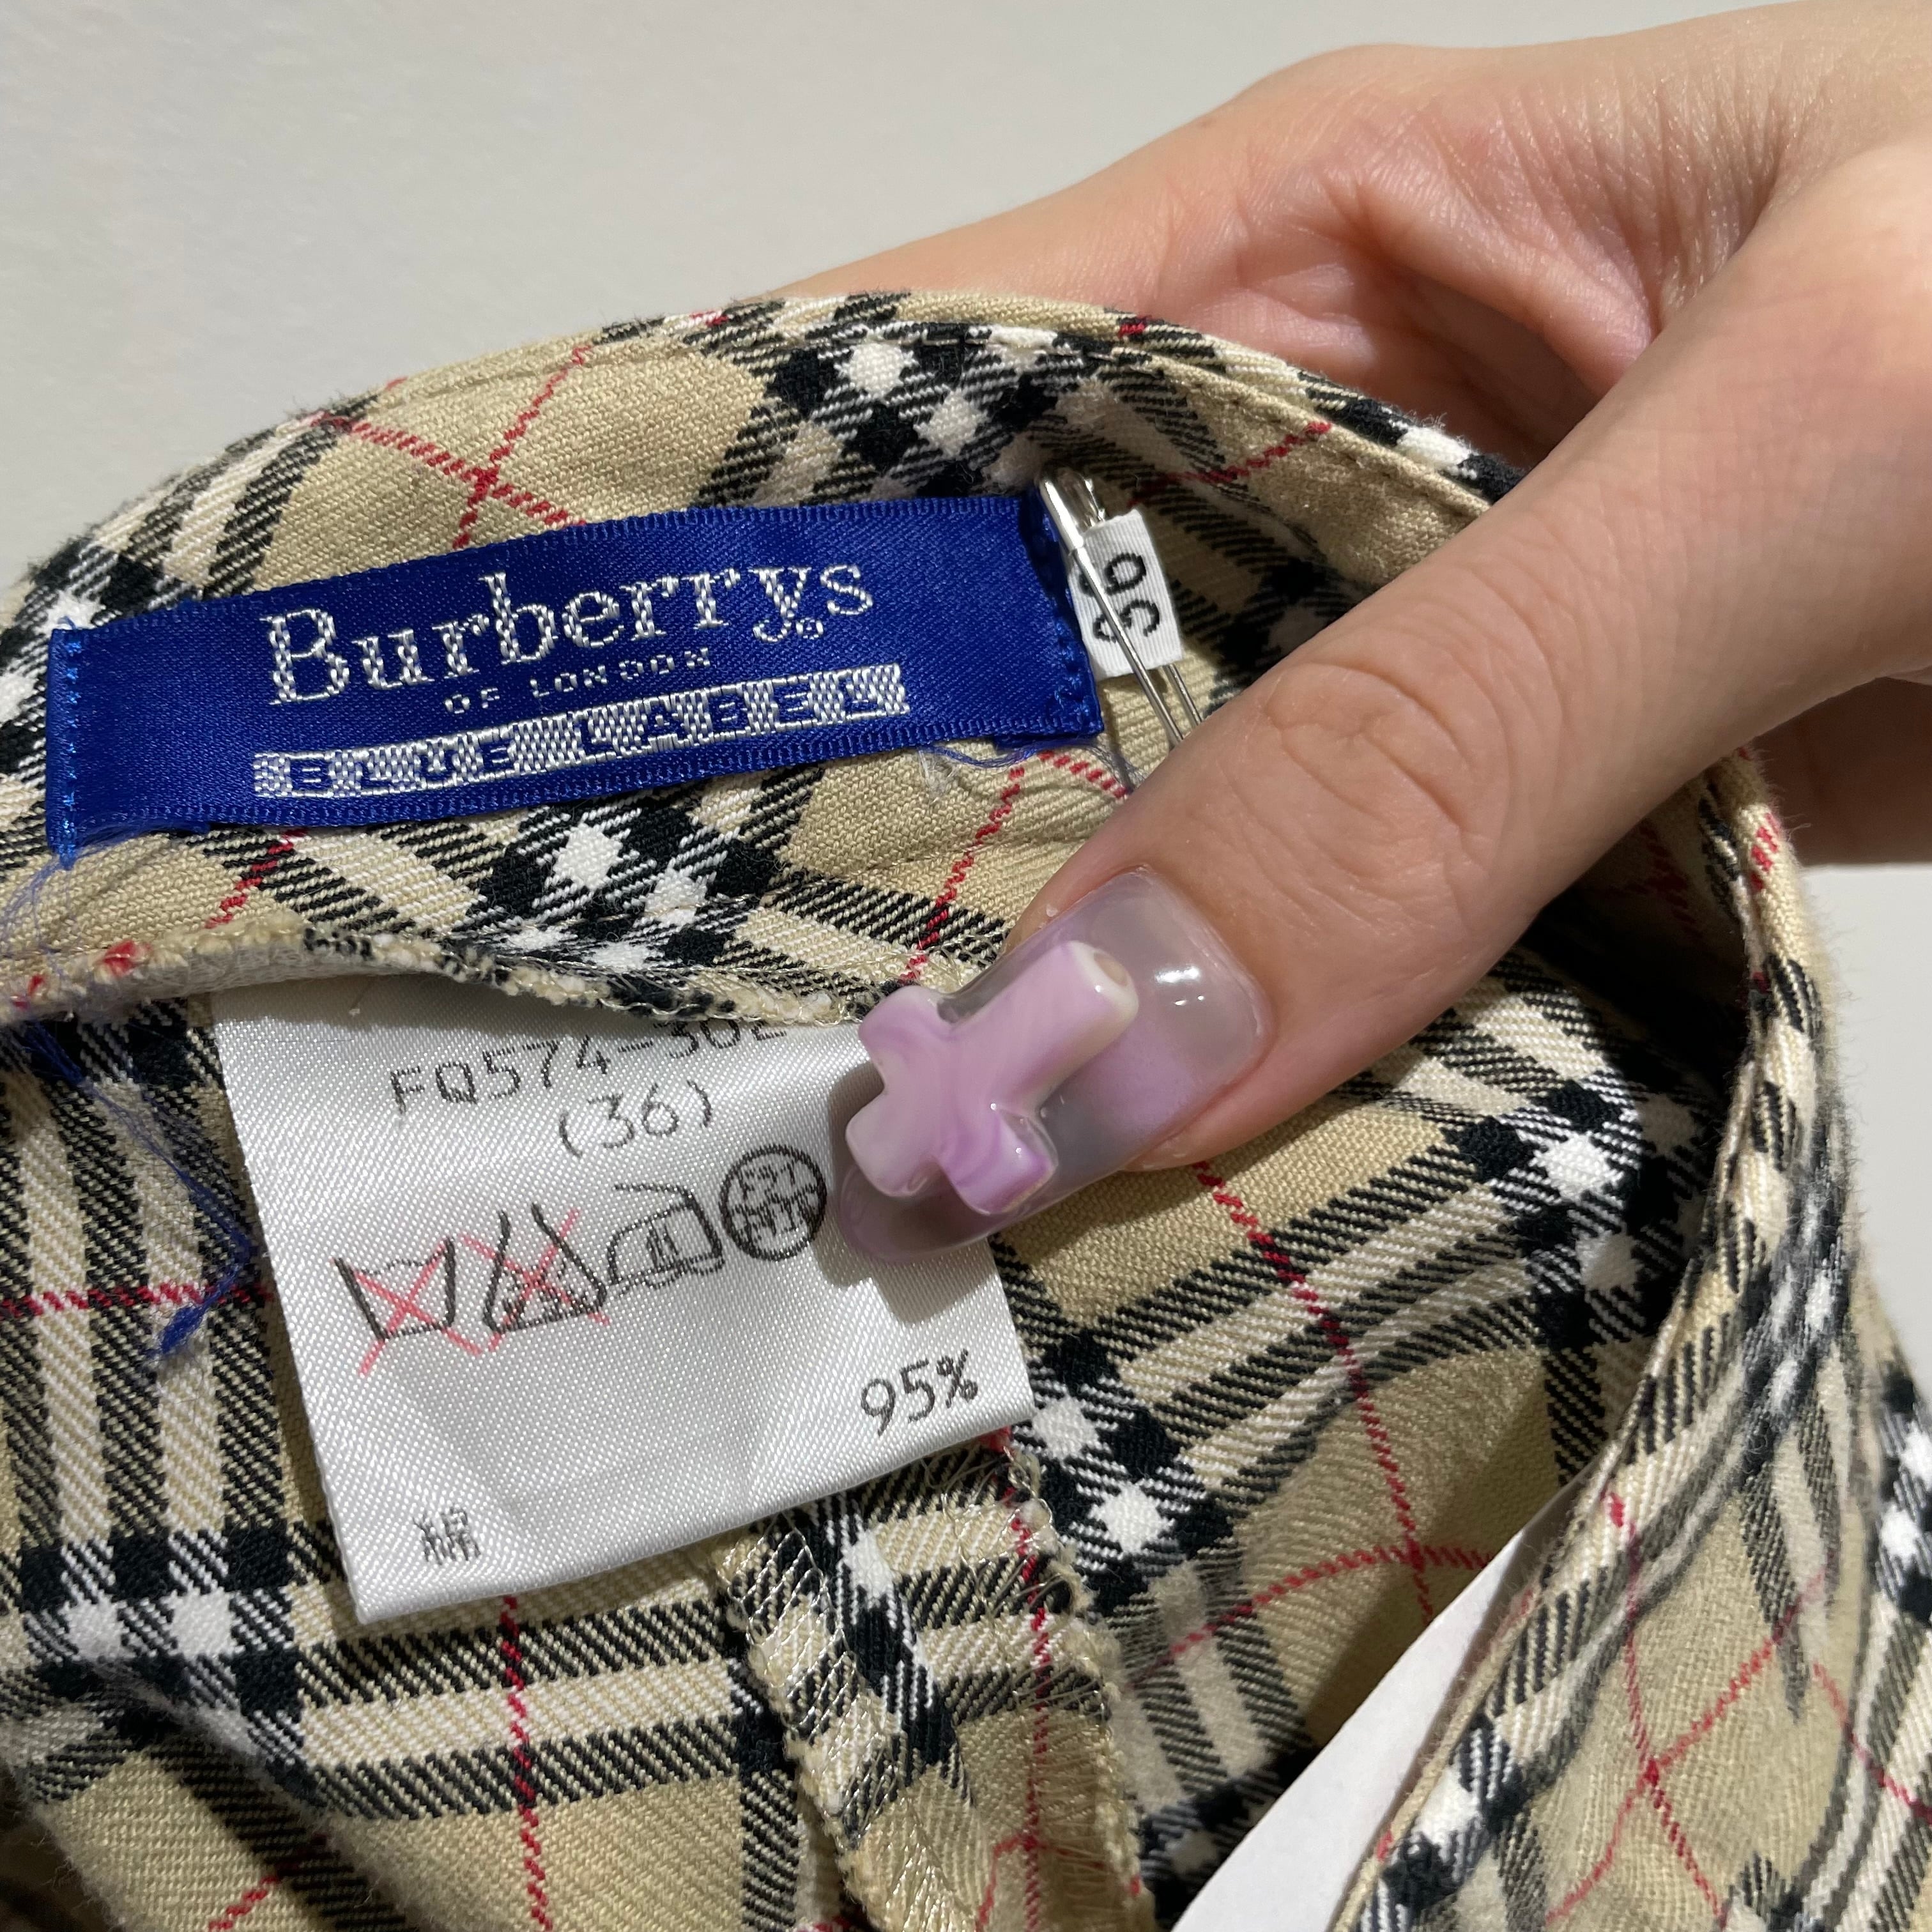 Burberrys
OF LONDON
BLUE LABEL
36
FQ574-302
(36)
95%
綿